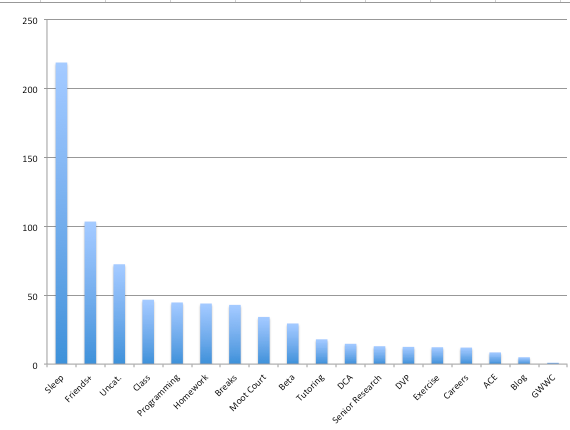 250
200
150
100
50
0
Sleep
Friends+
Uncat.
Class
Programming
Homework
Breaks
Moot Court
Beta
Tutoring
DCA
Senior Research
DVP
Exercise
Careers
ACE
Blog
GWWC